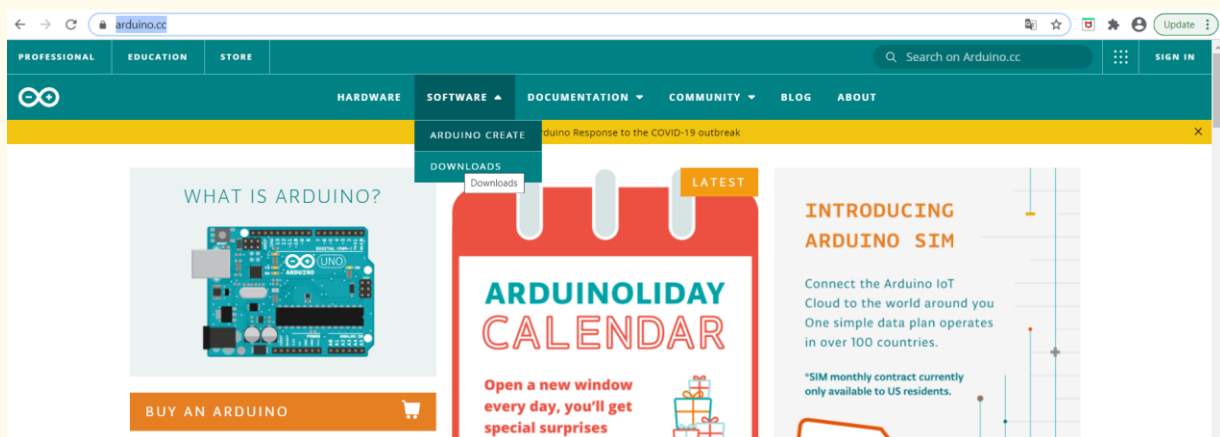 arduino.cc
Update
PROFESSIONAL EDUCATION STORE
Search on Arduino.cc
SIGN IN
HARDWARE SOFTWARE DOCUMENTATION COMMUNITY BLOG ABOUT
ARDUINO CREATE
rduino Response to the COVID-19 outbreak
X
DOWNLOADS
Downloads
WHAT IS ARDUINO?
UNO
ARDUINO
BUY AN ARDUINO
LATEST
ARDUINOLIDAY
CALENDAR
Open a new window
every day, you'll get
special surprises
INTRODUCING
ARDUINO SIM
Connect the Arduino IoT
Cloud to the world around you
One simple data plan operates
in over 100 countries.
*SIM monthly contract currently
only available to US residents.